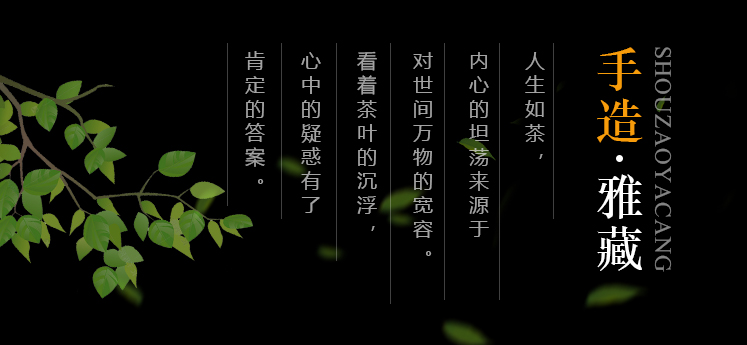 手造·雅藏
SHOUZAOYACANG
人生如茶，
内心的坦荡来源于
对世间万物的宽容。
看着茶叶的沉浮，
心中的疑惑有了
肯定的答案。